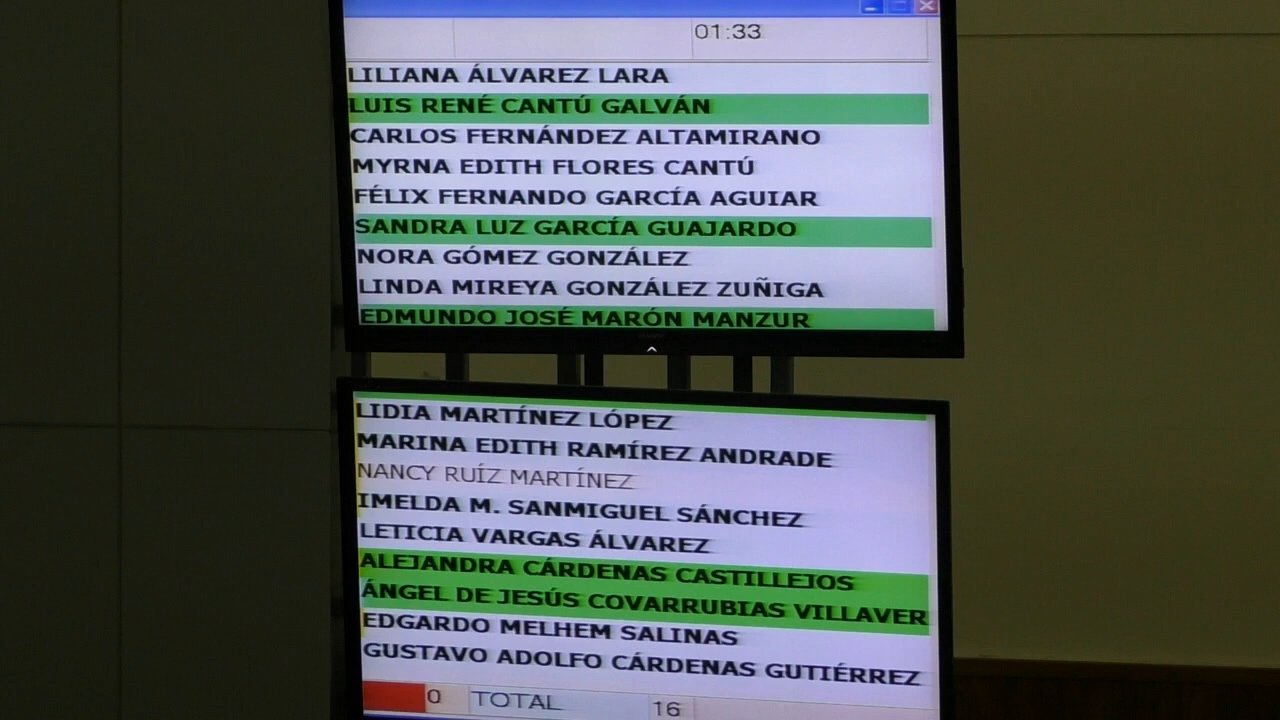 01:33
LILIANA ÁLVAREZ LARA
LUIS RENÉ CANTÚ GALVÁN
CARLOS FERNÁNDEZ ALTAMIRANO
MYRNA EDITH FLORES CANTÚ
FÉLIX FERNANDO GARCÍA AGUIAR
SANDRA LUZ GARCÍA GUAJARDO
NORA GÓMEZ GONZÁLEZ
LINDA MIREYA GONZÁLEZ ZUÑIGA
EDMUNDO JOSÉ MARÓN MANZUR
LIDIA MARTÍNEZ LÓPEZ
MARINA EDITH RAMÍREZ ANDRADE
NANCY RUÍZ MARTÍNEZ
IMELDA M. SANMIGUEL SÁNCHEZ
LETICIA VARGAS ÁLVAREZ
ALEJANDRA CÁRDENAS CASTILLEJOS
ÁNGEL DE JESÚS COVARRUBIAS VILLAVER
EDGARDO MELHEM SALINAS
GUSTAVO ADOLFO CÁRDENAS GUTIÉRREZ
0 TOTAL 16